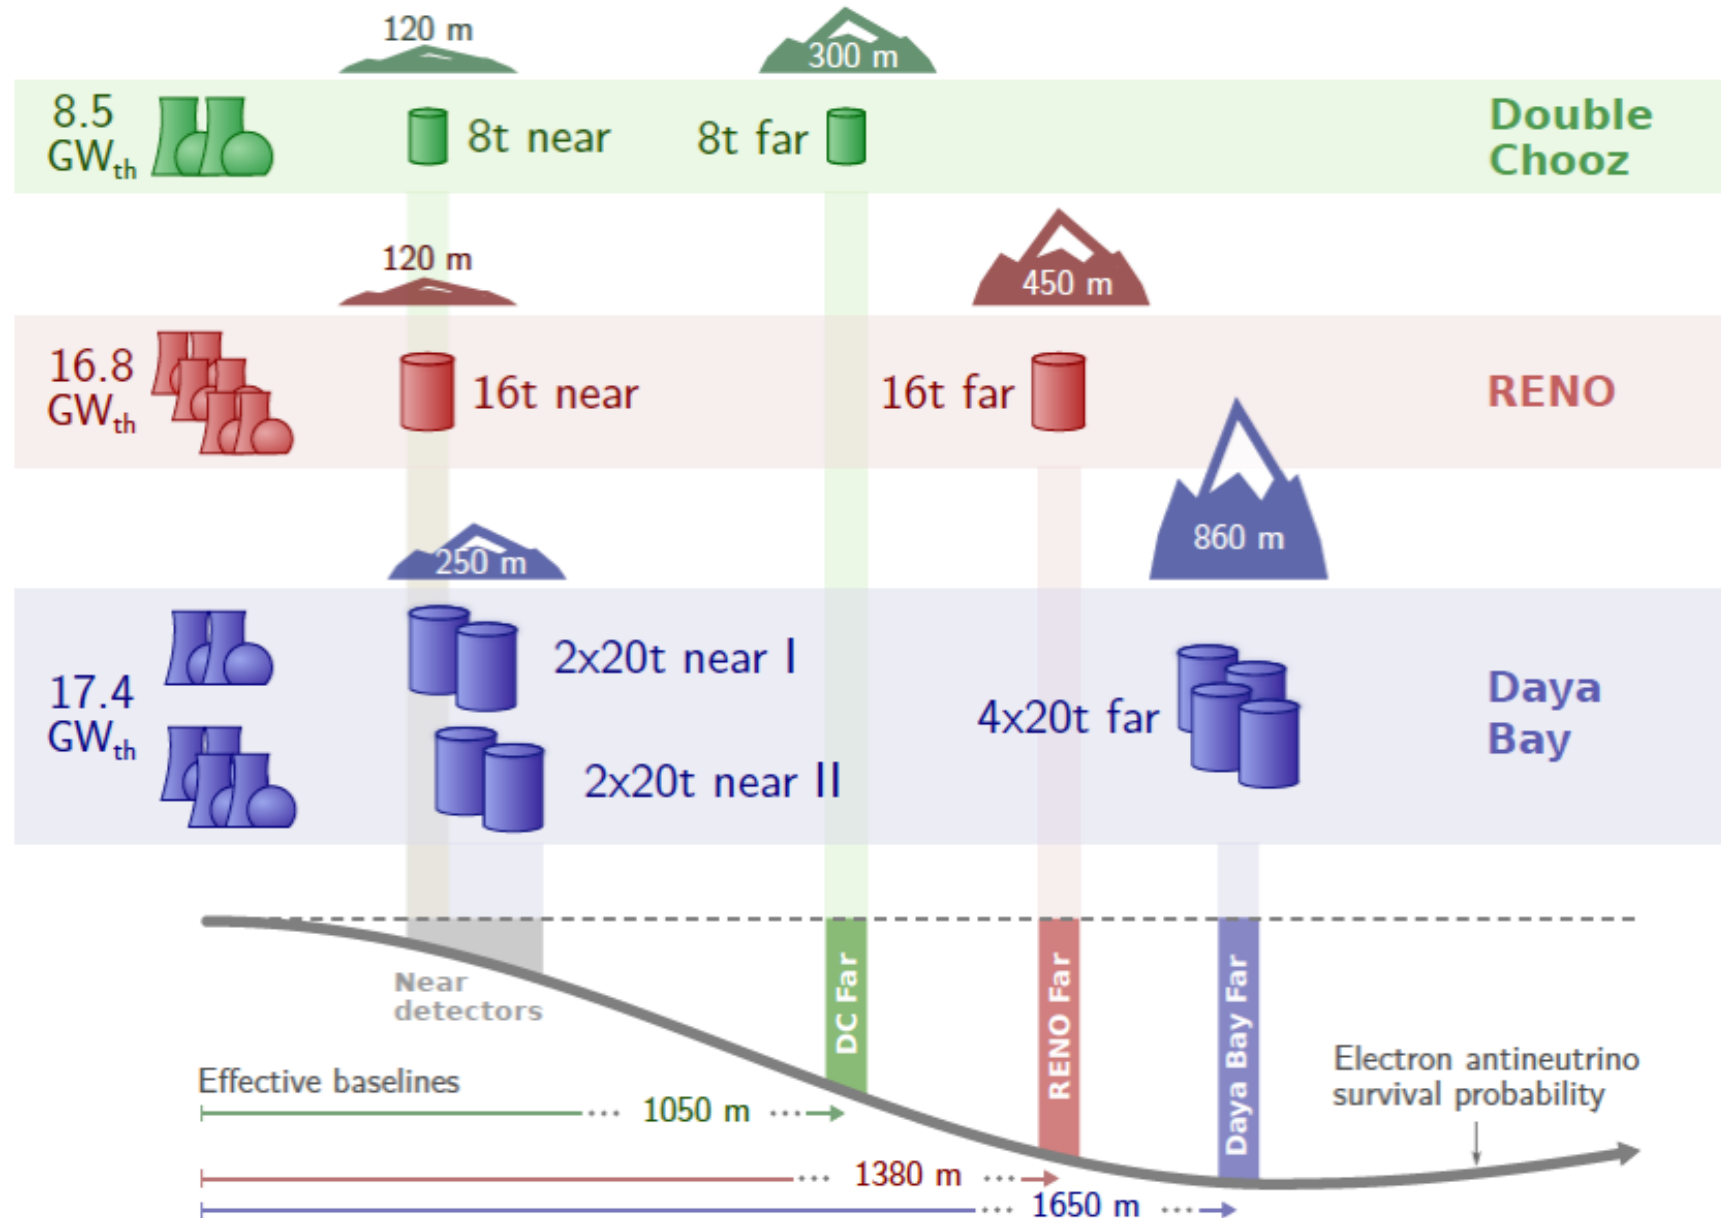 120 m
300 m
8.5
GWth
8t near
8t far
Double
Chooz
120 m
450 m
16.8
GWth
16t near
16t far
RENO
250 m
860 m
17.4
GWth
2x20t near I
2x20t near II
4x20t far
Daya
Bay
Near
detectors
DC Far
RENO Far
Daya Bay Far
Electron antineutrino
survival probability
Effective baselines
··· 1050 m ···
··· 1380 m ···
··· 1650 m ···